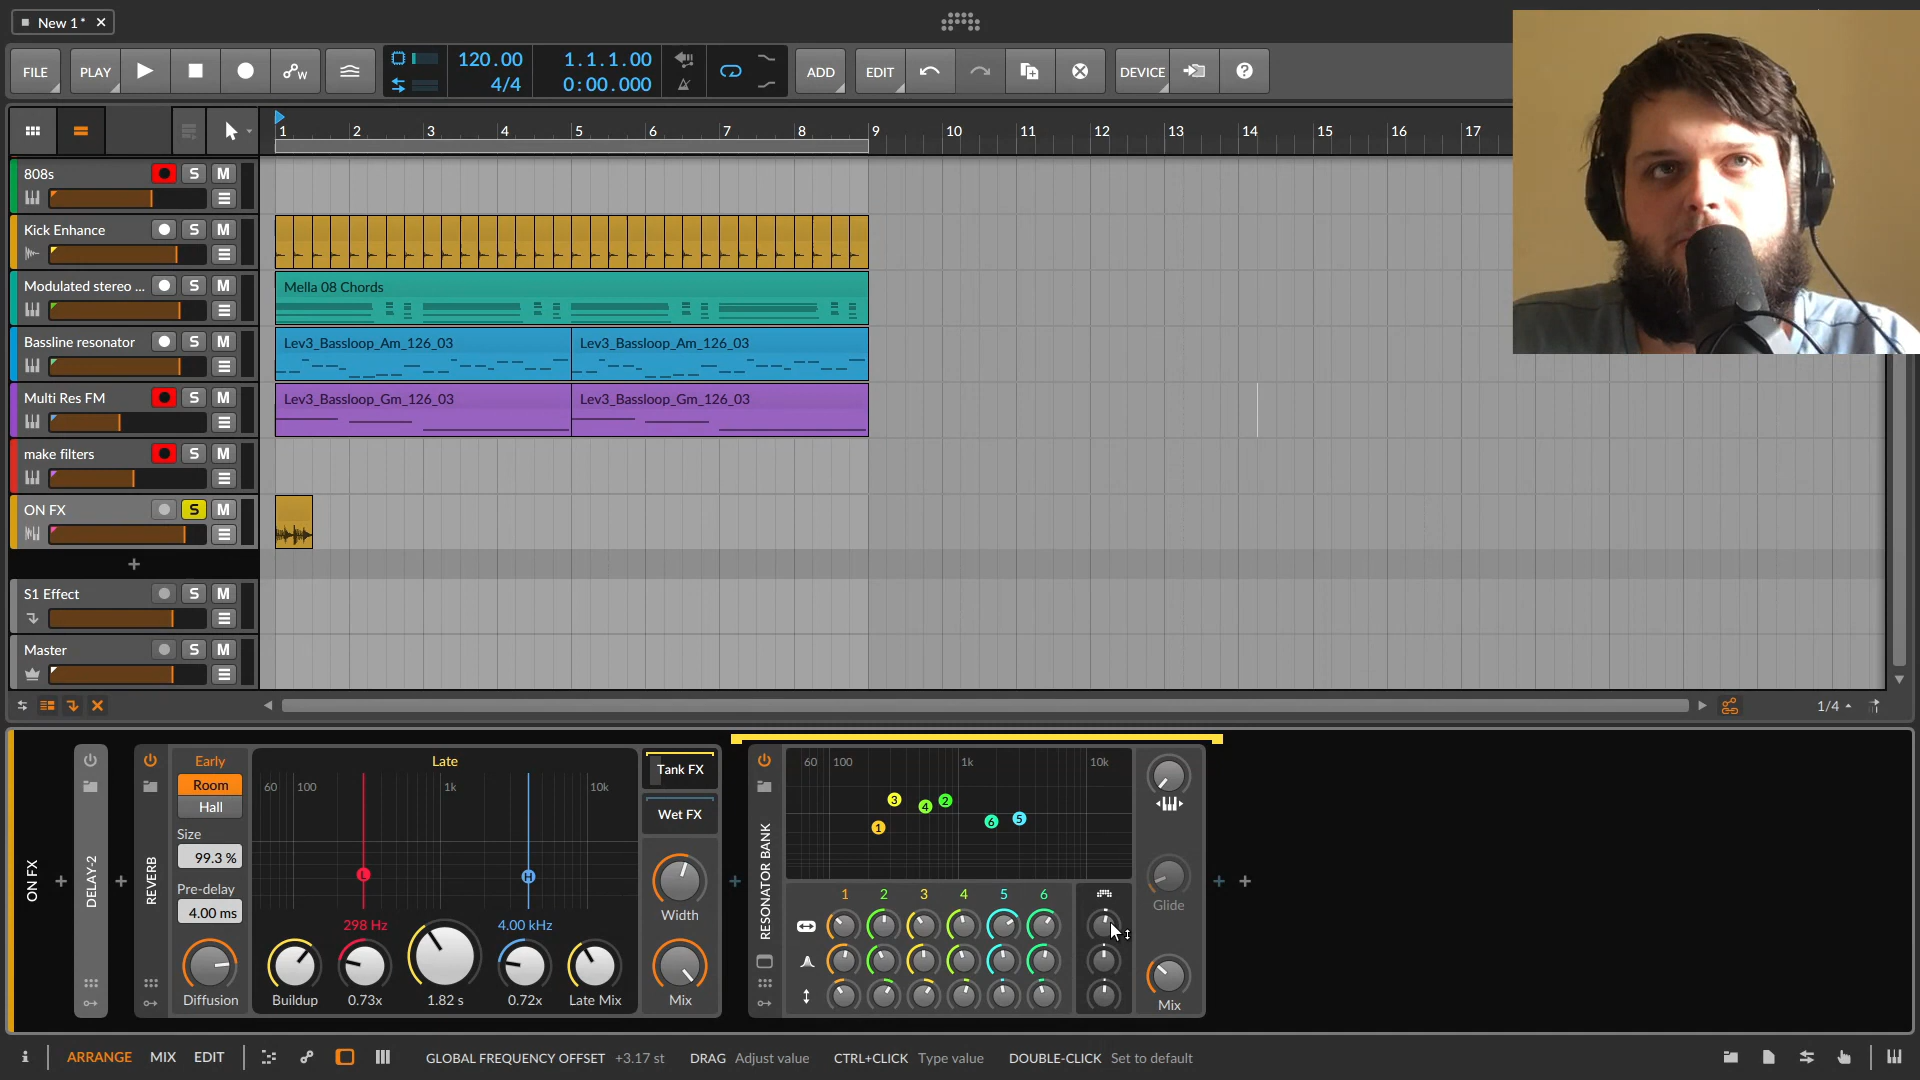 New 1*
FILE
PLAY
120.00
4/4
1.1.1.00
0:00.000
ADD
EDIT
DEVICE
1 2 3 4 5 6 7 8 9 10 11 12 13 14 15 16 17
808s S M
Kick Enhance S M
Modulated stereo ... S M
Mella 08 Chords
Bassline resonator S M
Lev3_Bassloop_Am_126_03 Lev3_Bassloop_Am_126_03
Multi Res FM S M
Lev3_Bassloop_Gm_126_03 Lev3_Bassloop_Gm_126_03
make filters S M
ON FX S M
S1 Effect S M
Master S M
1/4
ON FX
DELAY-2
REVERB
Early
Room
Hall
Size
99.3 %
Pre-delay
4.00 ms
Diffusion
Late
60 100 1k 10k
298 Hz 4.00 kHz
L H
Buildup 0.73x 1.82 s 0.72x Late Mix
Tank FX
Wet FX
Width
Mix
RESONATOR BANK
60 100 1k 10k
3 4 2
1 6 5
1 2 3 4 5 6
Glide
Mix
ARRANGE MIX EDIT
GLOBAL FREQUENCY OFFSET +3.17 st DRAG Adjust value CTRL+CLICK Type value DOUBLE-CLICK Set to default